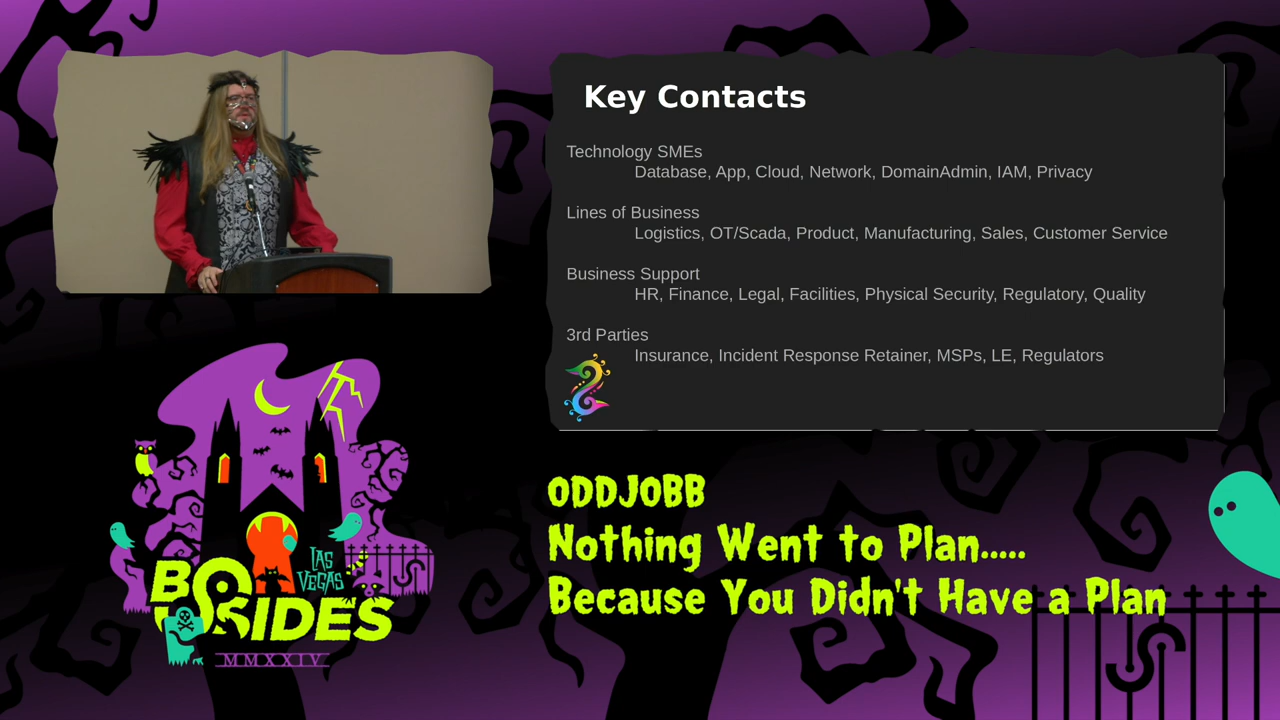 Key Contacts
Technology SMEs
Database, App, Cloud, Network, DomainAdmin, IAM, Privacy
Lines of Business
Logistics, OT/Scada, Product, Manufacturing, Sales, Customer Service
Business Support
HR, Finance, Legal, Facilities, Physical Security, Regulatory, Quality
3rd Parties
Insurance, Incident Response Retainer, MSPs, LE, Regulators
ODDJOBB
Nothing Went to Plan.....
Because You Didn't Have a Plan
LAS
VEGAS
BSIDES
MMXXIV